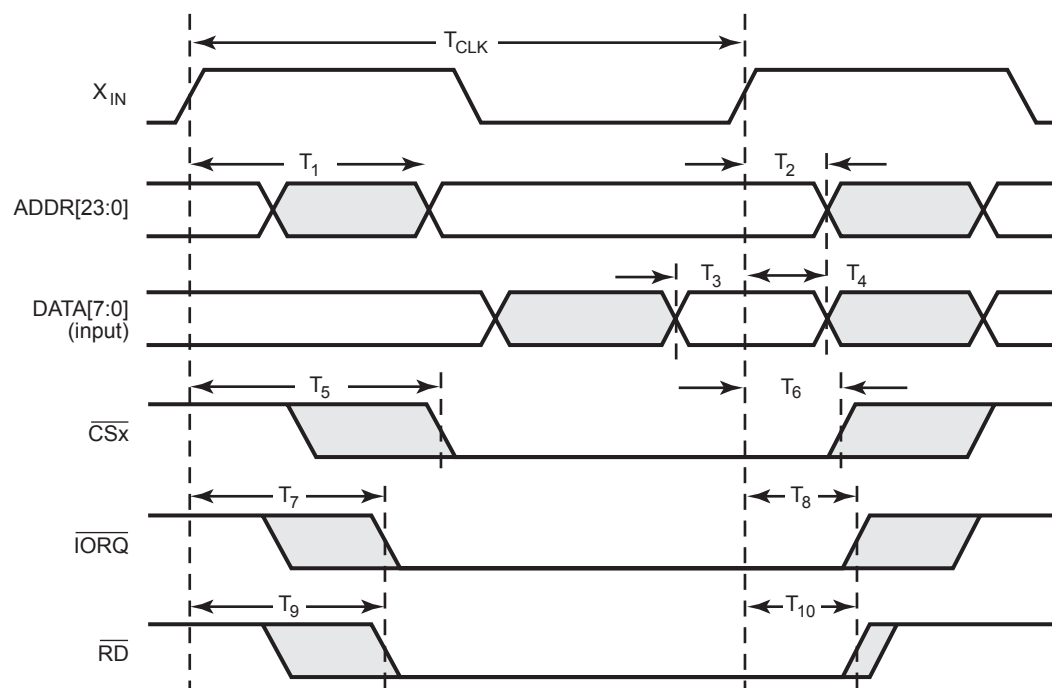 T_CLK
X_IN
T_1
T_2
ADDR[23:0]
T_3
T_4
DATA[7:0]
(input)
T_5
T_6
CSx
T_7
T_8
IORQ
T_9
T_10
RD